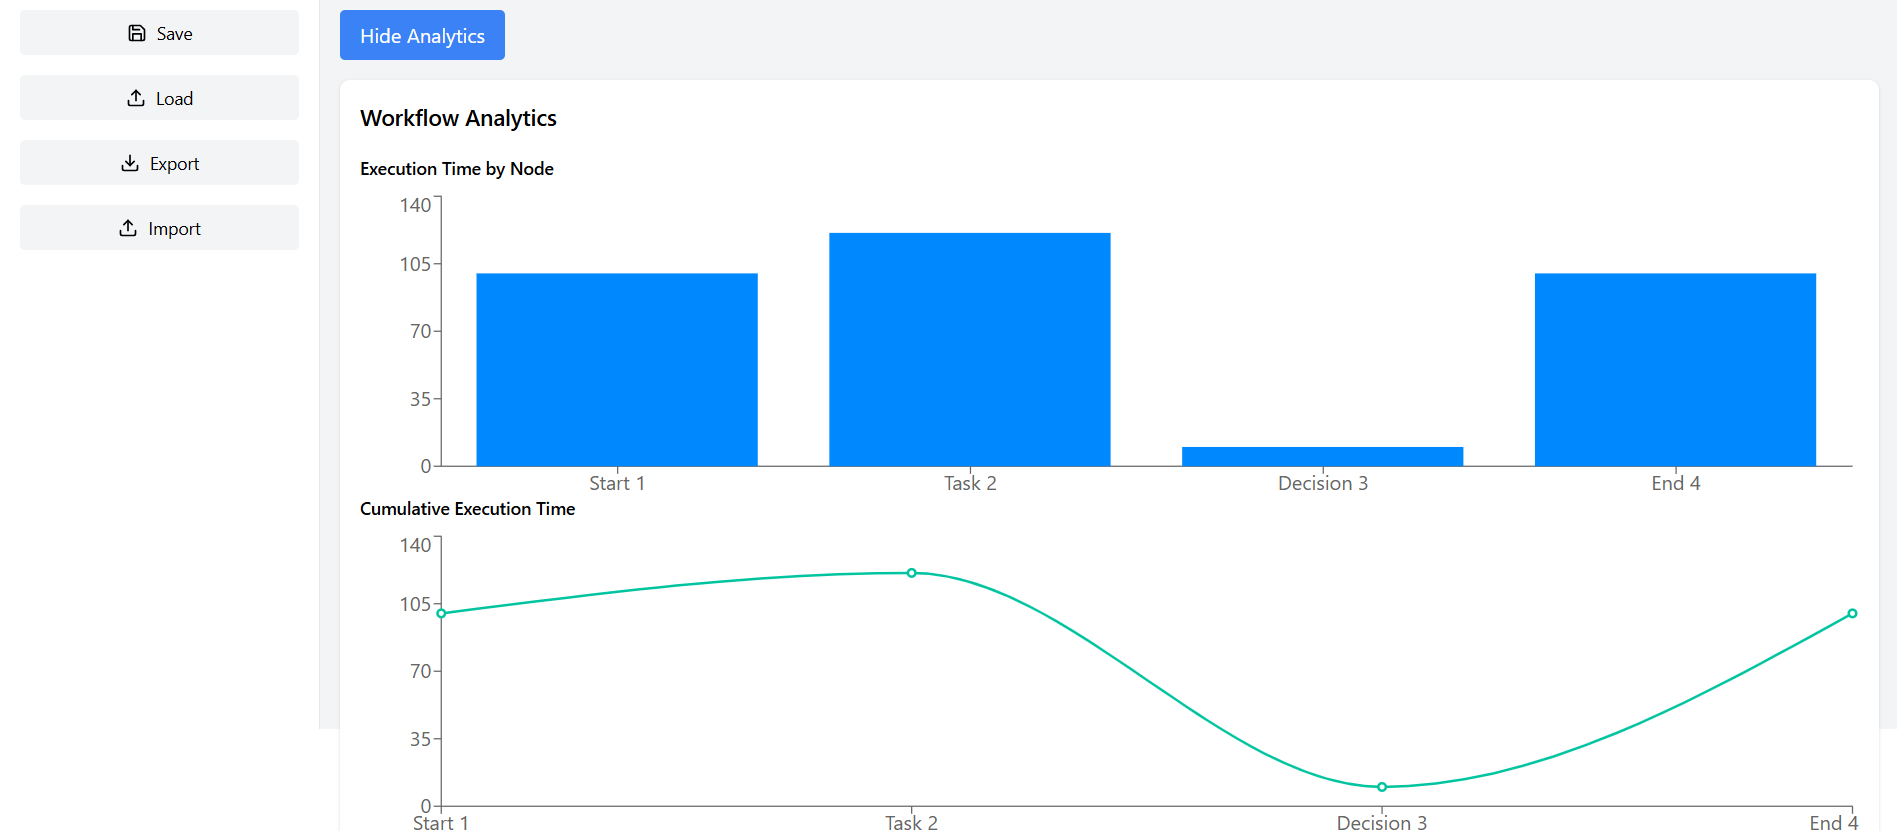 Save
Load
Export
Import
Hide Analytics
Workflow Analytics
Execution Time by Node
140
105
70
35
0
Start 1 Task 2 Decision 3 End 4
Cumulative Execution Time
140
105
70
35
0
Start 1 Task 2 Decision 3 End 4